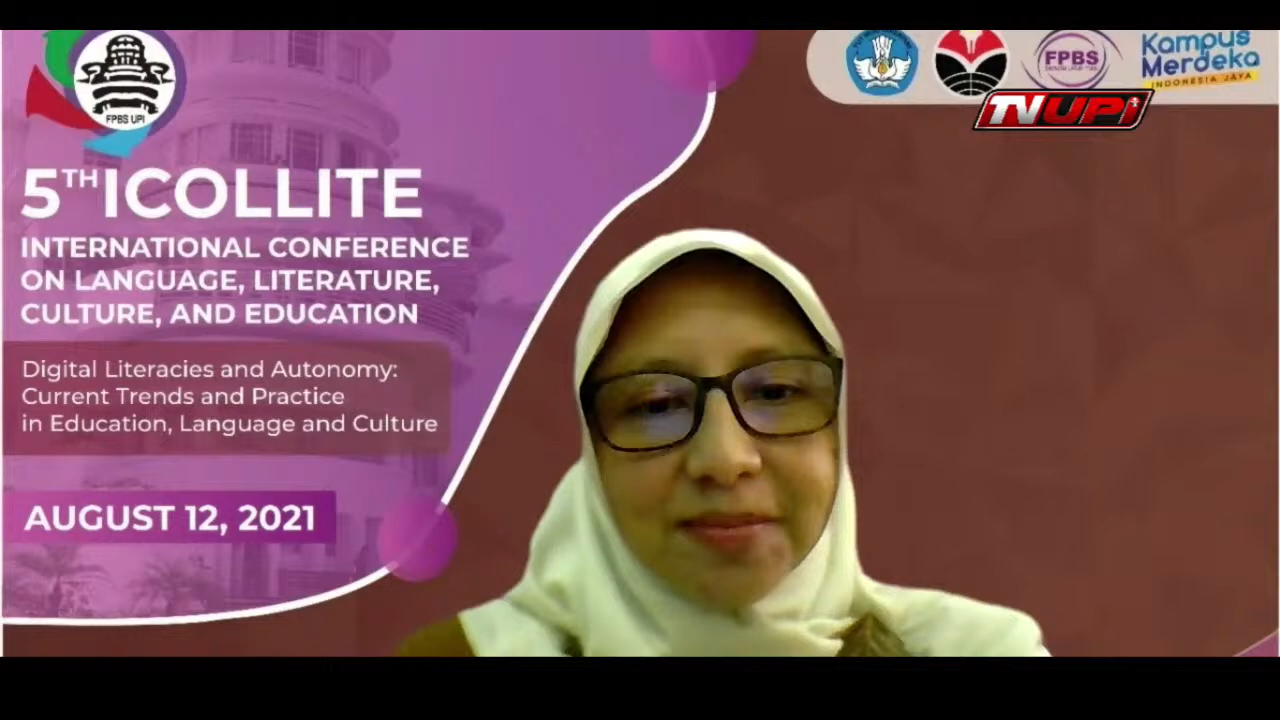 FPBS UPI
5TH ICOLLITE
INTERNATIONAL CONFERENCE
ON LANGUAGE, LITERATURE,
CULTURE, AND EDUCATION
Digital Literacies and Autonomy:
Current Trends and Practice
in Education, Language and Culture
AUGUST 12, 2021
FPBS
Kampus
Merdeka
INDONESIA JAYA
TVUPI